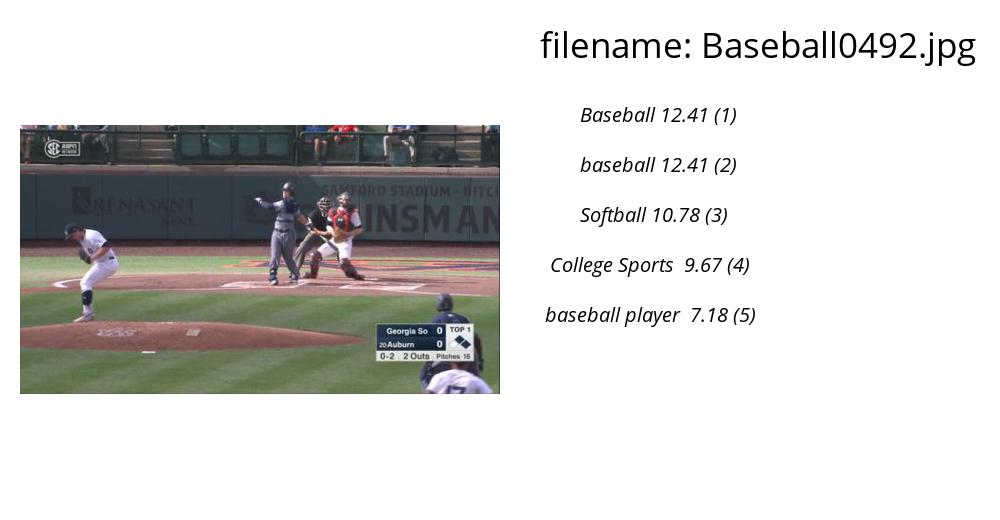 filename: Baseball0492.jpg
Baseball 12.41 (1)
baseball 12.41 (2)
Softball 10.78 (3)
College Sports 9.67 (4)
baseball player 7.18 (5)
SEC ESPN
NETWORK
RENASANT
BANK
SAMFORD STADIUM - HITCH
INSMAN
Georgia So 0 TOP 1
20 Auburn 0
0-2 2 Outs Pitches 16
17